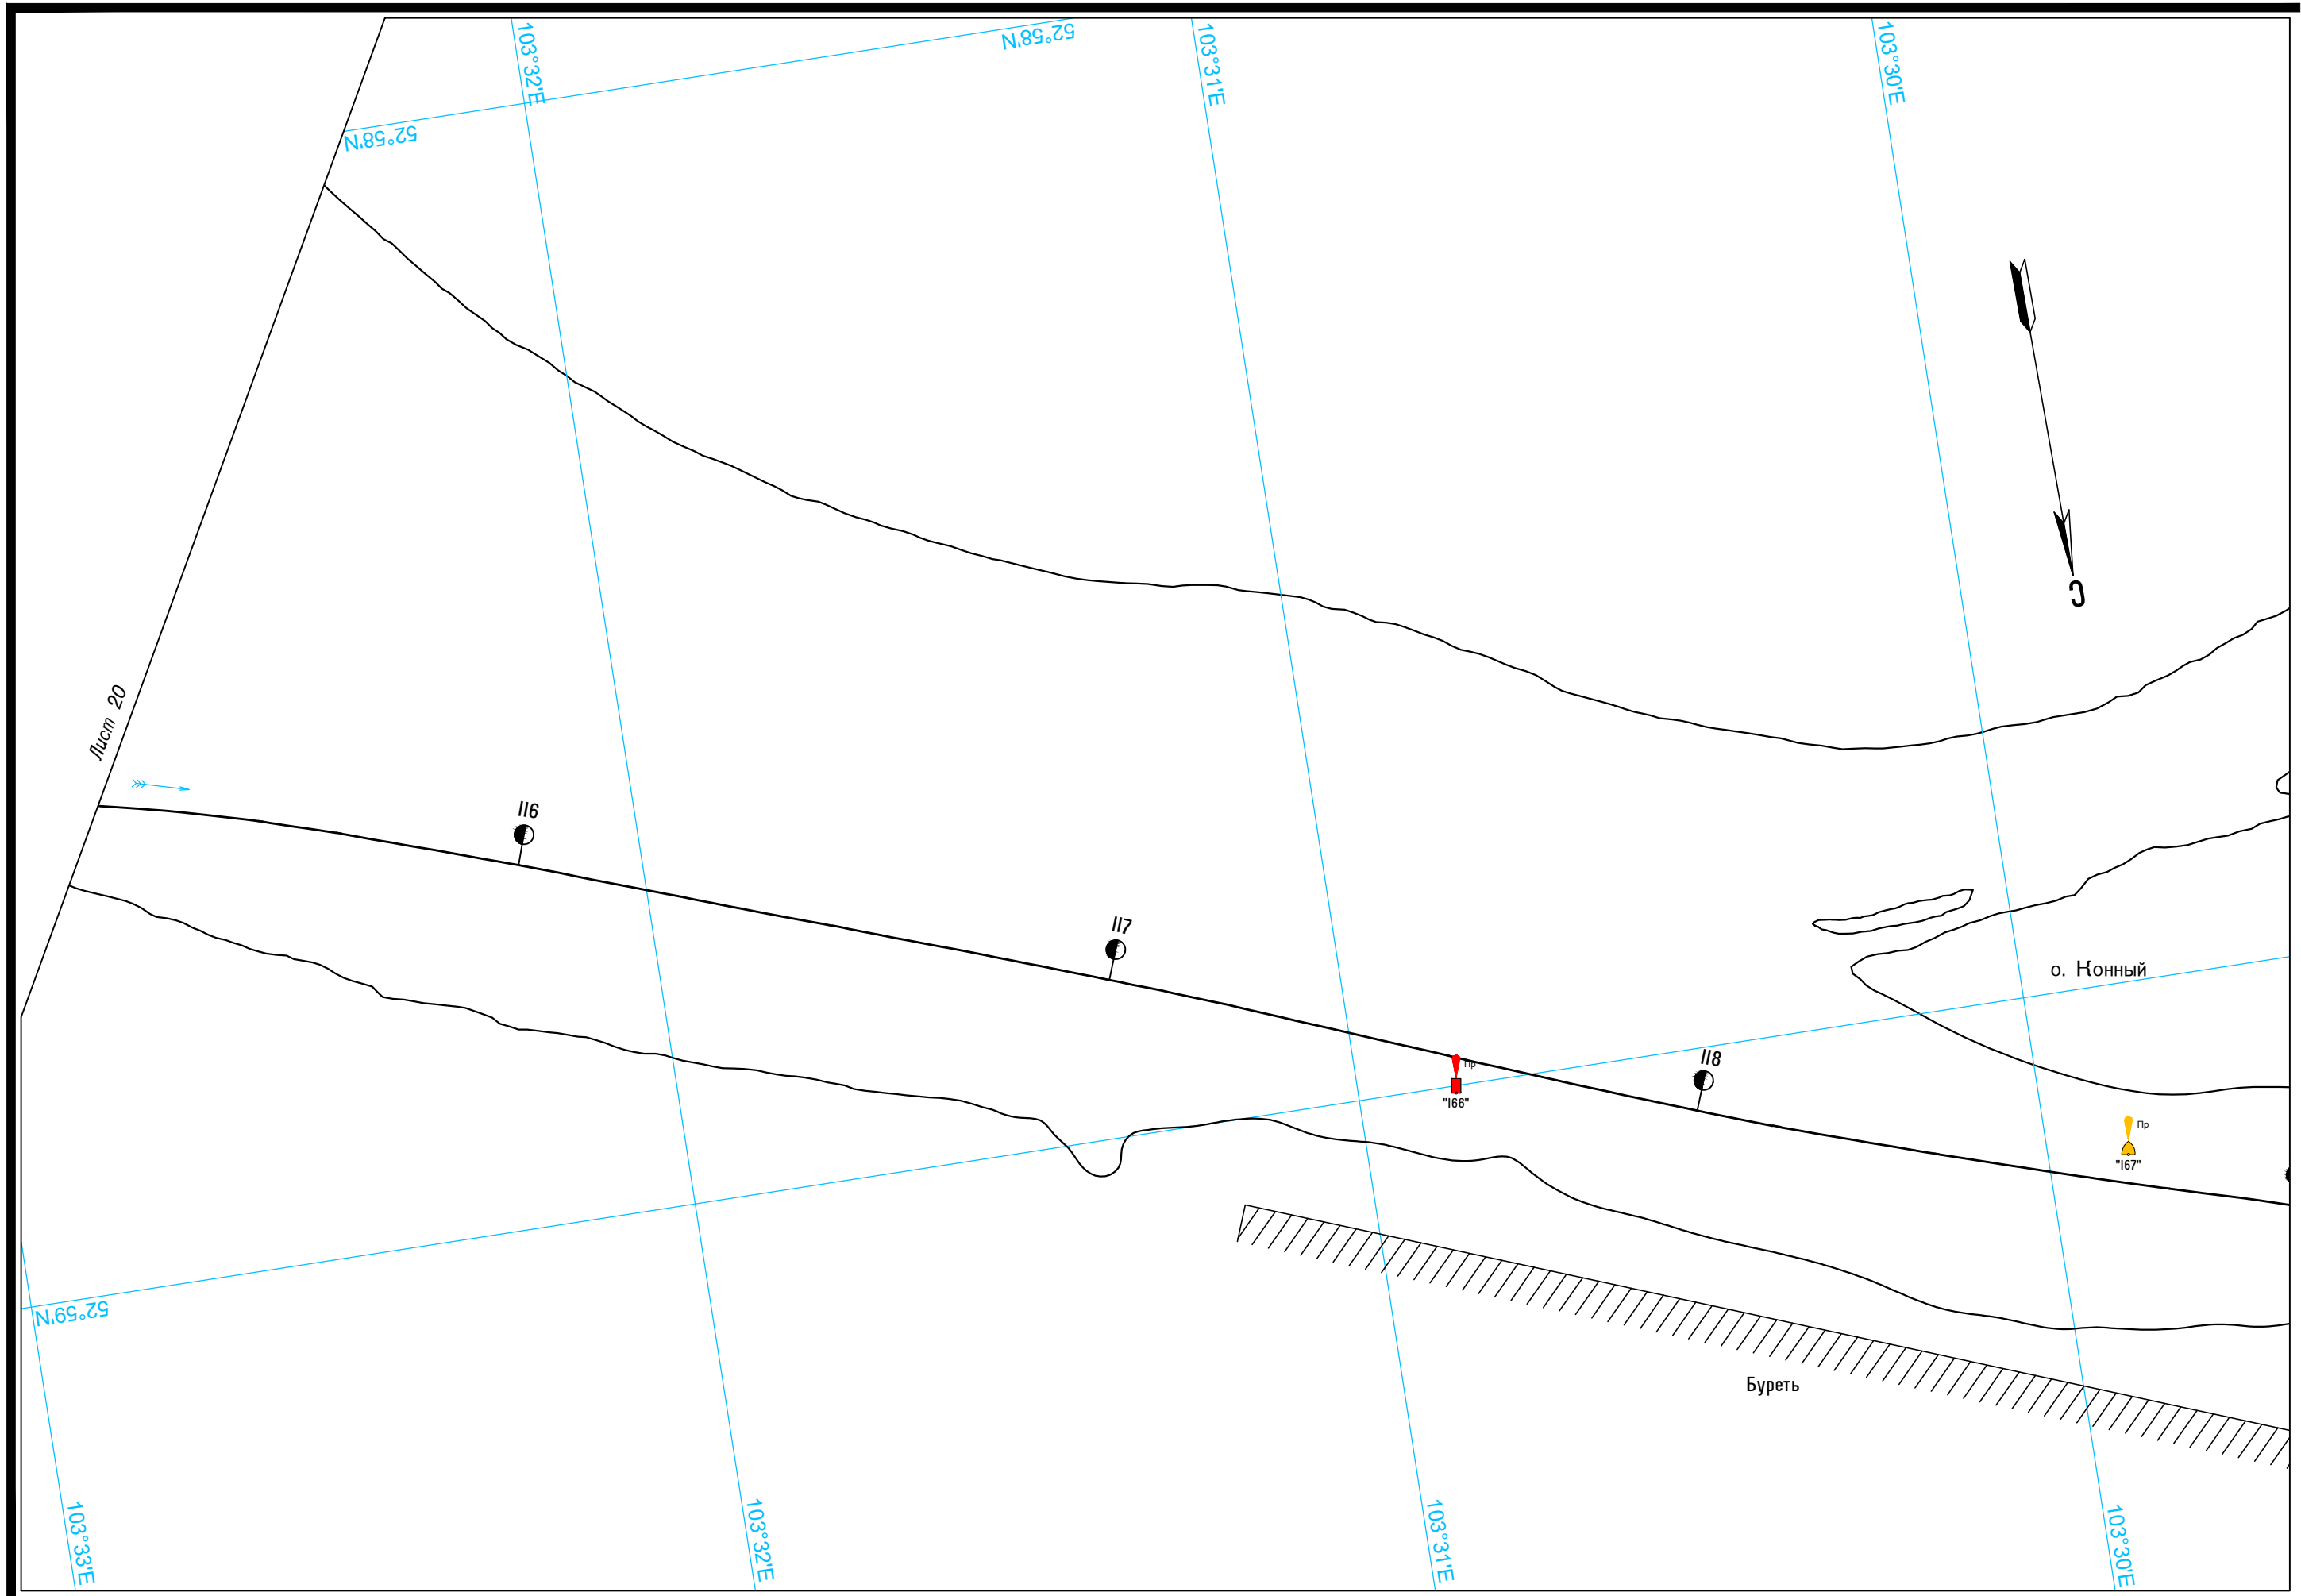 103°32'E
52°58'N
103°31'E
103°30'E
52°58'N
С
Лист 20
116
117
о. Конный
118
Пр
"166"
Пр
"167"
52°59'N
Буреть
103°33'E
103°32'E
103°31'E
103°30'E